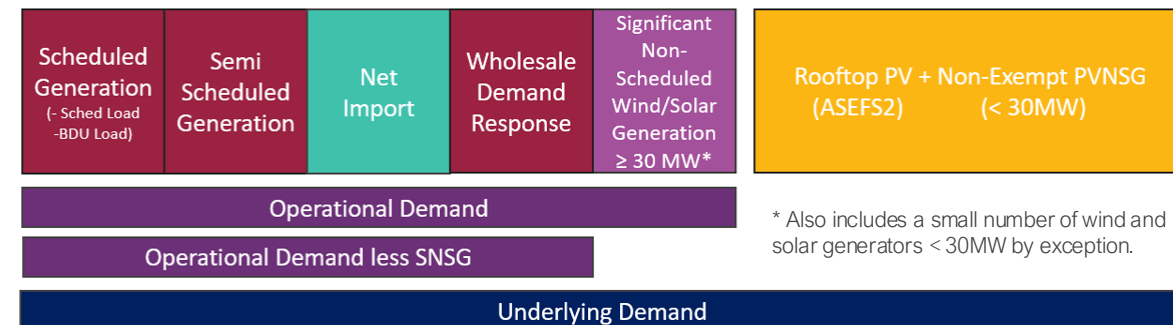 Scheduled
Generation
(- Sched Load
-BDU Load)
Semi
Scheduled
Generation
Net
Import
Wholesale
Demand
Response
Significant
Non-
Scheduled
Wind/Solar
Generation
≥ 30 MW*
Rooftop PV + Non-Exempt PVNSG
(ASEFS2) (< 30MW)
Operational Demand
* Also includes a small number of wind and
solar generators < 30MW by exception.
Operational Demand less SNSG
Underlying Demand